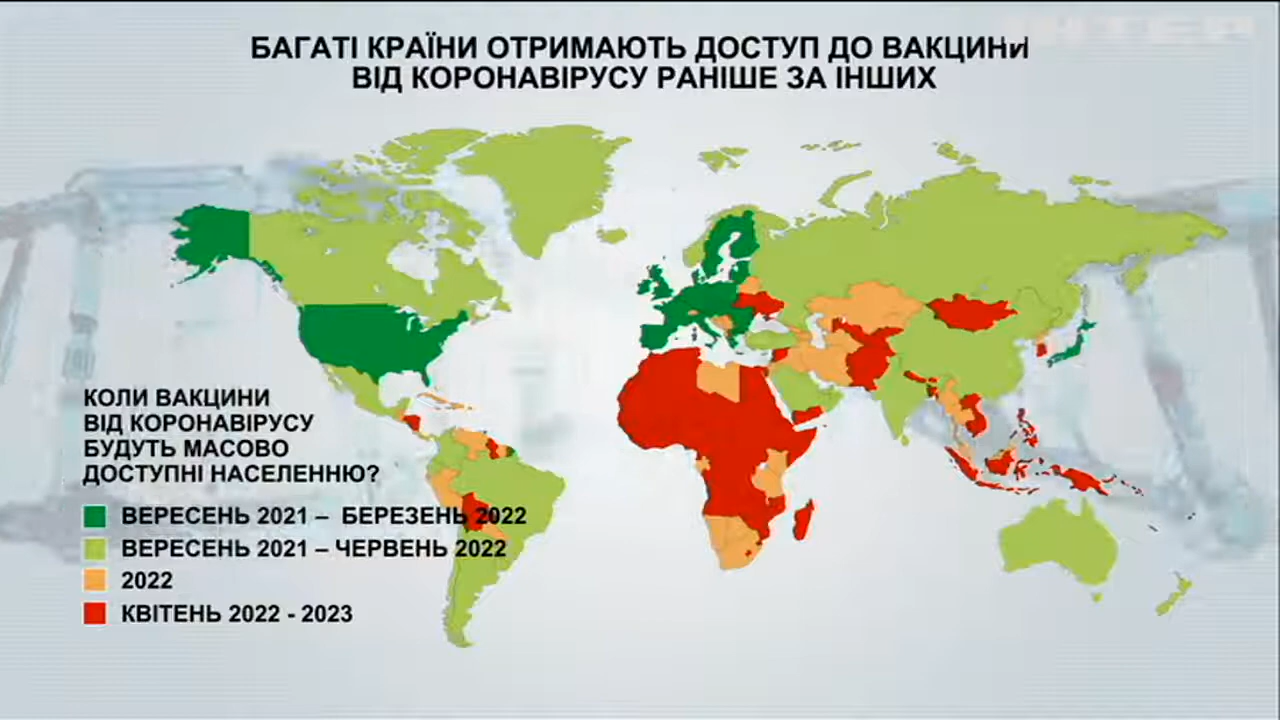 БАГАТІ КРАЇНИ ОТРИМАЮТЬ ДОСТУП ДО ВАКЦИНИ
ВІД КОРОНАВІРУСУ РАНІШЕ ЗА ІНШИХ
ІНТЕР
КОЛИ ВАКЦИНИ
ВІД КОРОНАВІРУСУ
БУДУТЬ МАСОВО
ДОСТУПНІ НАСЕЛЕННЮ?
ВЕРЕСЕНЬ 2021 – БЕРЕЗЕНЬ 2022
ВЕРЕСЕНЬ 2021 – ЧЕРВЕНЬ 2022
2022
КВІТЕНЬ 2022 - 2023